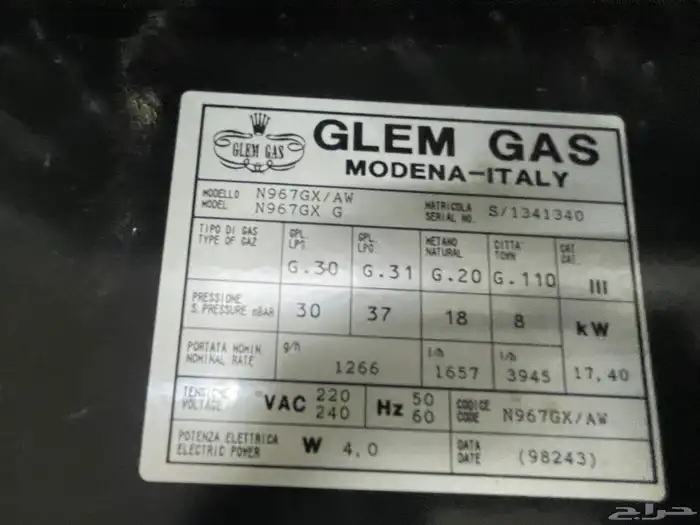 GLEM GAS
GLEM GAS
MODENA-ITALY
MODELLO N967GX/AW
MODEL N967GX G
MATRICOLA
SERIAL NO. S/1341340
TIPO DI GAS
TYPE OF GAZ
GPL. LPG. G.30
GPL. LPG. G.31
METANO NATURAL G.20
CITTA TOWN G.110
CAT. CAT. III
PRESSIONE
S. PRESSURE mBAR 30 37 18 8 kW
PORTATA NOMIN
NOMINAL RATE g/h 1266 l/h 1657 l/h 3945 17,40
TENSIONE
VOLTAGE VAC 220 240 Hz 50 60 CODICE CODE N967GX/AW
POTENZA ELETTRICA
ELECTRIC POWER W 4,0 DATA DATE (98243)
حراج